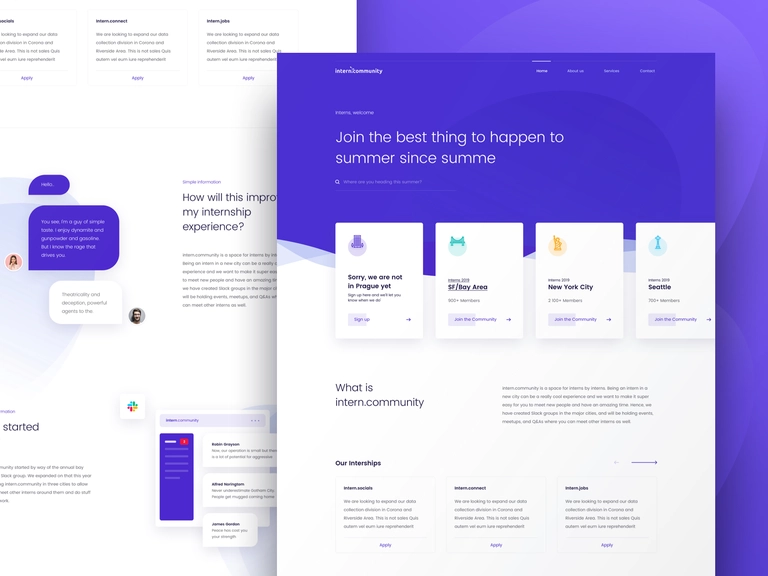 socials
We are looking to expand our data
collection division in Corona and
Riverside Area. This is not sales Quis
autem vel eum iure reprehenderit
Apply
Intern.connect
We are looking to expand our data
collection division in Corona and
Riverside Area. This is not sales Quis
autem vel eum iure reprehenderit
Apply
Intern.jobs
We are looking to expand our data
collection division in Corona and
Riverside Area. This is not sales Quis
autem vel eum iure reprehenderit
Apply
Hello.
You see, I'm a guy of simple
taste. I enjoy dynamite and
gunpowder and gasoline.
But i know the rage that
drives you.
Theatricality and
deception, powerful
agents to the.
Simple information
How will this impro
my internship
experience?
intern.community is a space for interns by in
Being an intern in a new city can be a really
experience and we want to make it super eas
to meet new people and have an amazing tim
we have created Slack groups in the major ci
will be holding events, meetups, and Q&As wh
can meet other interns as well.
started
munity started by way of the annual bay
Slack group. We expanded on that this year
ng intern.community in three cities to allow
meet other interns around them and do stuff
work.
intern.community
Robin Grayson
Now, our operation is small but there
is a lot of potential for aggressive.
Alfred Naringtom
Never underestimate Gotham City.
People get mugged coming home
James Gordon
Peace has cost you
your strength
intern.community
Home
About us
Services
Contact
Interns, welcome
Join the best thing to happen to
summer since summe
Where are you heading this summer?
Sorry, we are not
in Prague yet
Sign up here and we'll let you
know when we do!
Sign up
Interns 2019
SF/Bay Area
900+ Members
Join the Community
Interns 2019
New York City
2 100+ Members
Join the Community
Interns 2019
Seattle
700+ Members
Join the Community
What is
intern.community
intern.community is a space for interns by interns. Being an intern in a
new city can be a really cool experience and we want to make it super
easy for you to meet new people and have an amazing time. Hence, we
have created Slack groups in the major cities, and will be holding events,
meetups, and Q&As where you can meet other interns as well.
Our Interships
Intern.socials
We are looking to expand our data
collection division in Corona and
Riverside Area. This is not sales Quis
autem vel eum iure reprehenderit
Apply
Intern.connect
We are looking to expand our data
collection division in Corona and
Riverside Area. This is not sales Quis
autem vel eum iure reprehenderit
Apply
Intern.jobs
We are looking to expand our data
collection division in Corona and
Riverside Area. This is not sales Quis
autem vel eum iure reprehenderit
Apply